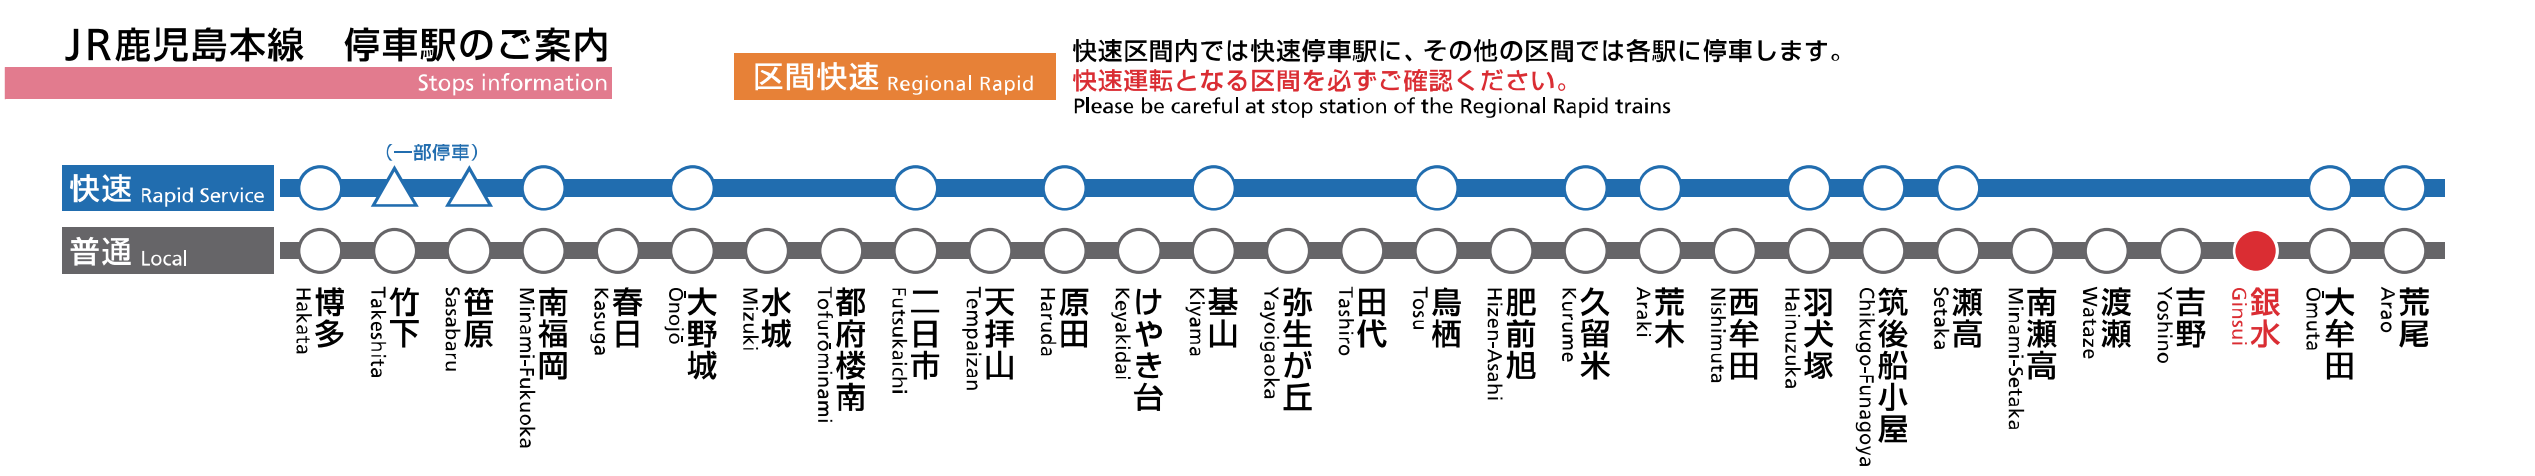 JR鹿児島本線　停車駅のご案内
Stops information
区間快速 Regional Rapid
快速区間内では快速停車駅に、その他の区間では各駅に停車します。
快速運転となる区間を必ずご確認ください。
Please be careful at stop station of the Regional Rapid trains
（一部停車）
快速 Rapid Service
普通 Local
博多
Hakata
竹下
Takeshita
笹原
Sasabaru
南福岡
Minami-Fukuoka
春日
Kasuga
大野城
Ōnojō
水城
Mizuki
都府楼南
Tofurōminami
二日市
Futsukaichi
天拝山
Tempaizan
原田
Haruda
けやき台
Keyakidai
基山
Kiyama
弥生が丘
Yayoigaoka
田代
Tashiro
鳥栖
Tosu
肥前旭
Hizen-Asahi
久留米
Kurume
荒木
Araki
西牟田
Nishimuta
羽犬塚
Hainuzuka
筑後船小屋
Chikugo-Funagoya
瀬高
Setaka
南瀬高
Minami-Setaka
渡瀬
Wataze
吉野
Yoshino
銀水
Ginsui
大牟田
Ōmuta
荒尾
Arao